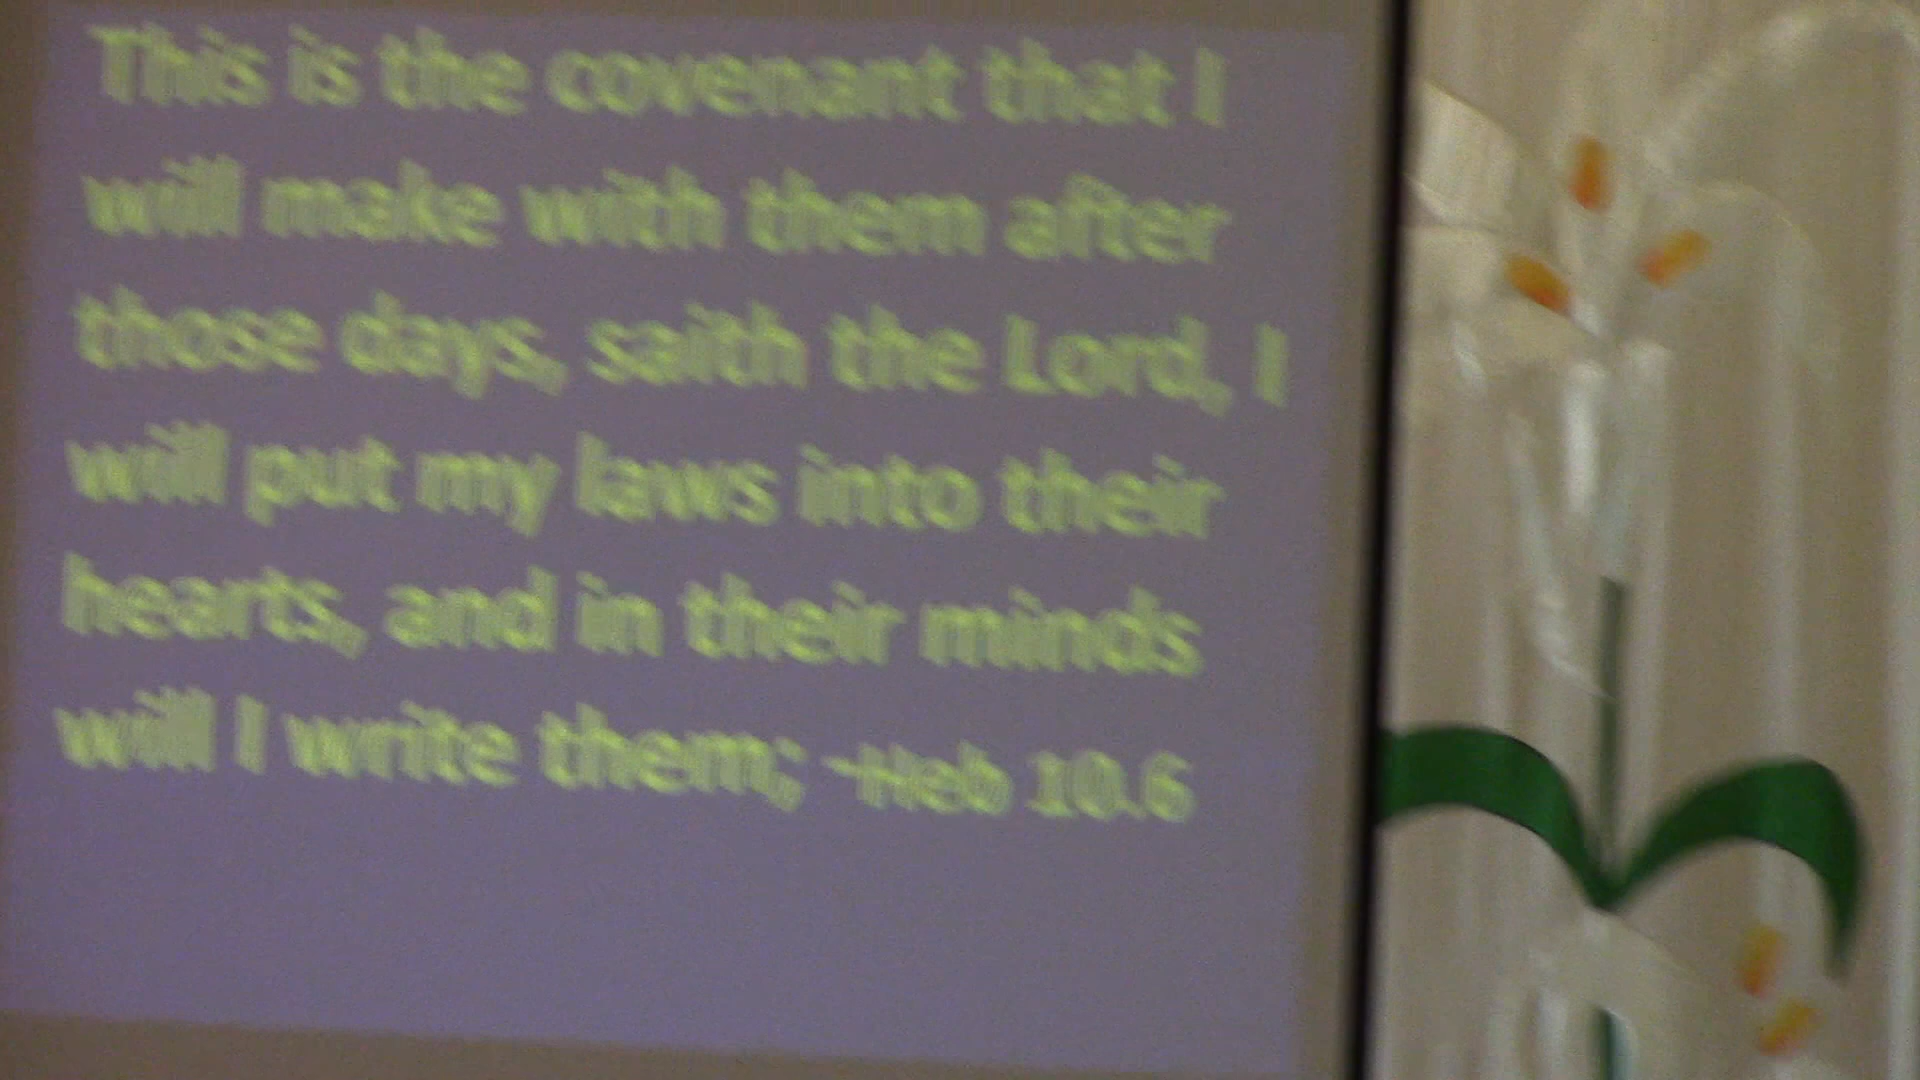 This is the covenant that I
will make with them after
those days, saith the Lord, I
will put my laws into their
hearts, and in their minds
will I write them; ~Heb 10.6